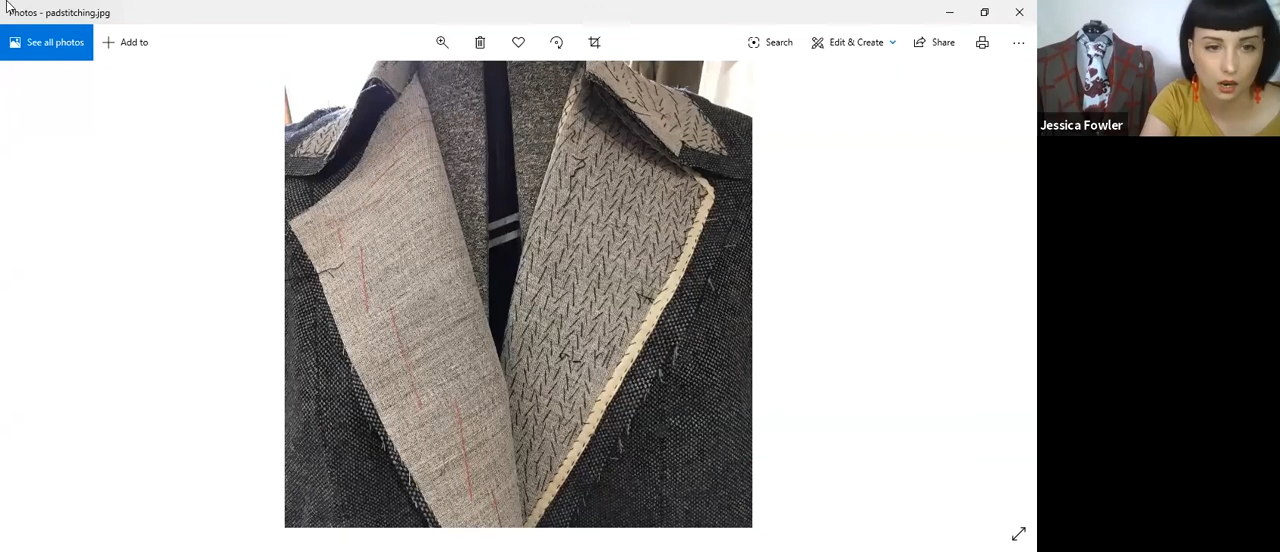 Photos - padstitching.jpg
See all photos
Add to
Search
Edit & Create
Share
Jessica Fowler